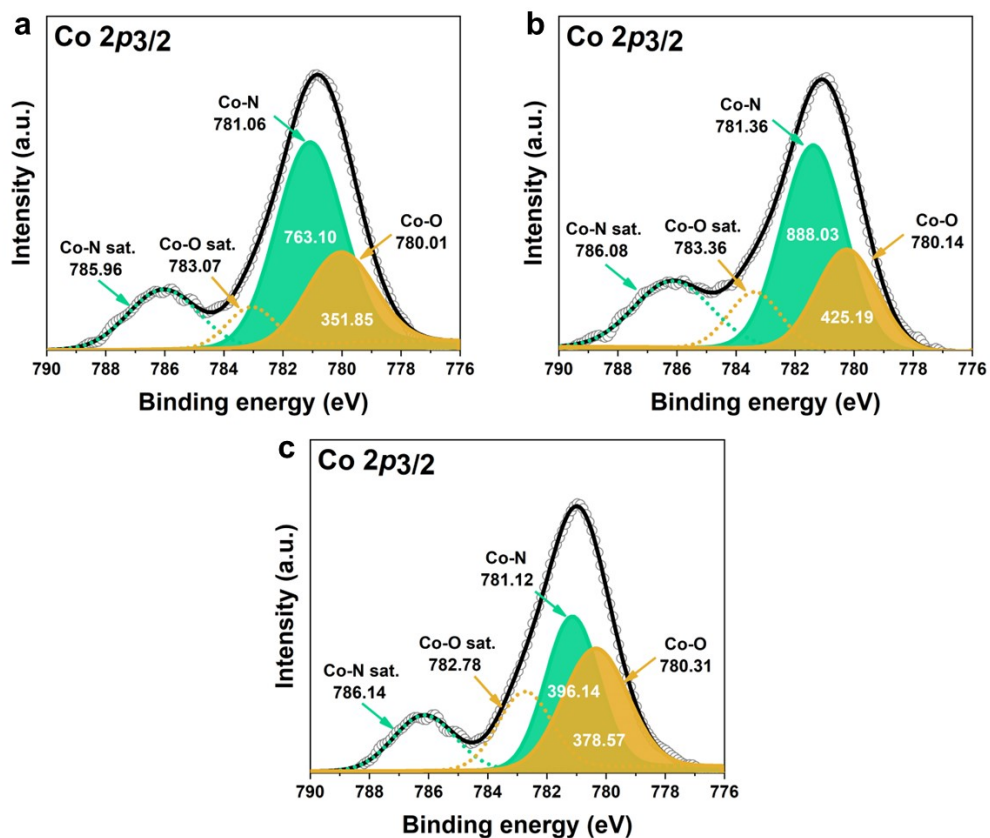 a
Co 2p3/2
Co-N
781.06
Co-O
780.01
Co-N sat.
785.96
Co-O sat.
783.07
763.10
351.85
Intensity (a.u.)
790 788 786 784 782 780 778 776
Binding energy (eV)
b
Co 2p3/2
Co-N
781.36
Co-O
780.14
Co-N sat.
786.08
Co-O sat.
783.36
888.03
425.19
Intensity (a.u.)
790 788 786 784 782 780 778 776
Binding energy (eV)
c
Co 2p3/2
Co-N
781.12
Co-O
780.31
Co-N sat.
786.14
Co-O sat.
782.78
396.14
378.57
Intensity (a.u.)
790 788 786 784 782 780 778 776
Binding energy (eV)